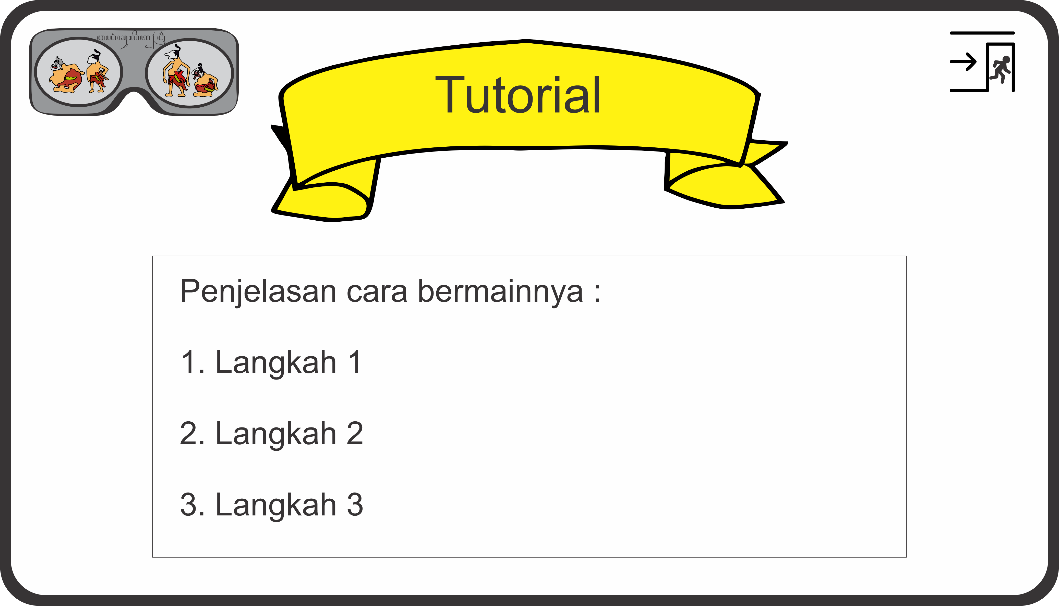 Tutorial
Penjelasan cara bermainnya :
1. Langkah 1
2. Langkah 2
3. Langkah 3